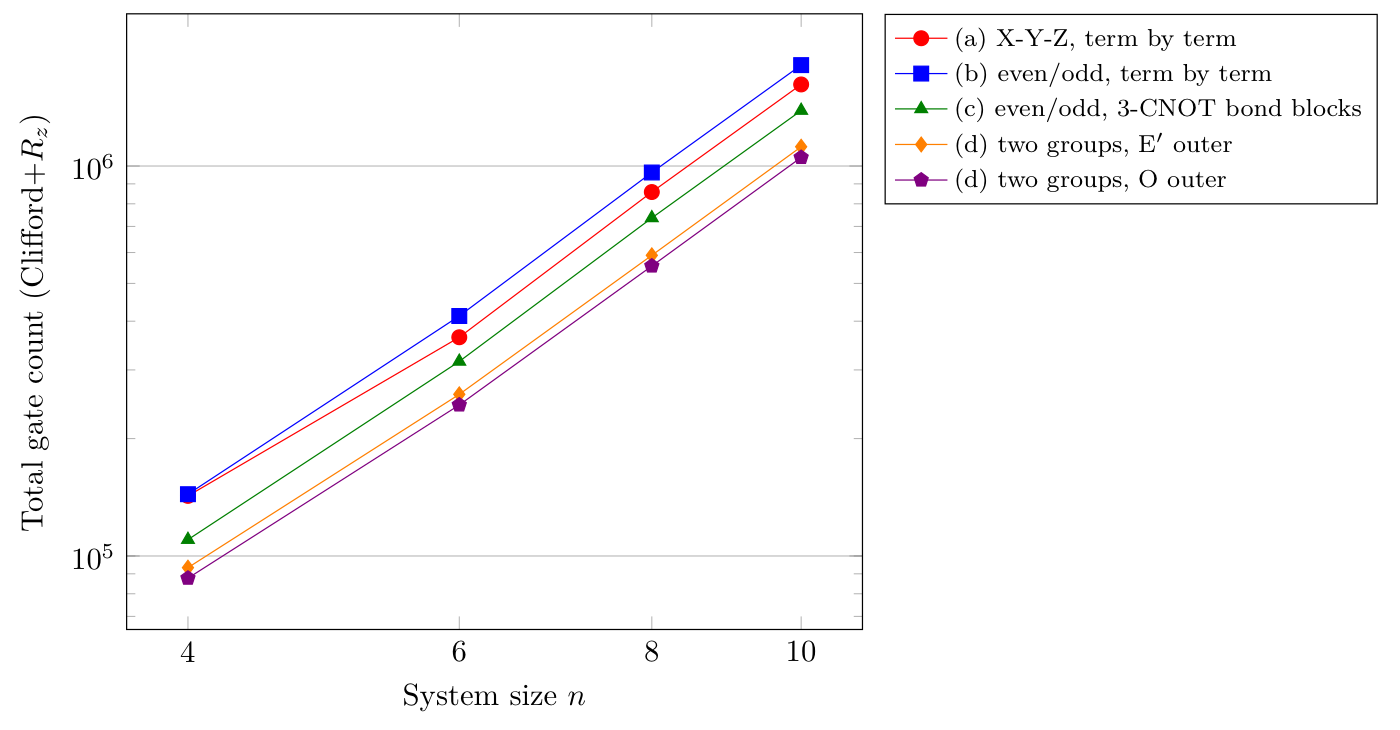 Total gate count (Clifford+R_z)
10^6
10^5
4 6 8 10
System size n
(a) X-Y-Z, term by term
(b) even/odd, term by term
(c) even/odd, 3-CNOT bond blocks
(d) two groups, E′ outer
(d) two groups, O outer